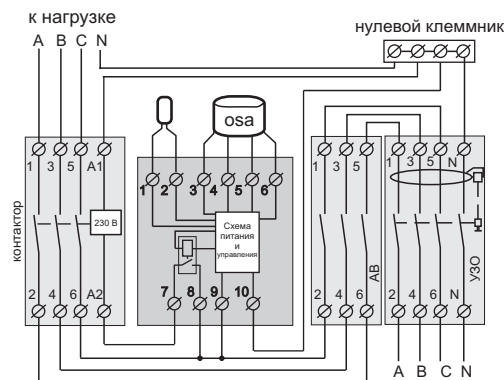 к нагрузке
нулевой клеммник
A B C N
osa
1 3 5 A1
1 2 3 4 5 6
1 3 5
1 3 5 N
контактор
230 В
Схема
питания
и
управления
АВ
УЗО
2 4 6 A2
7 8 9 10
2 4 6
2 4 6 N
A B C N